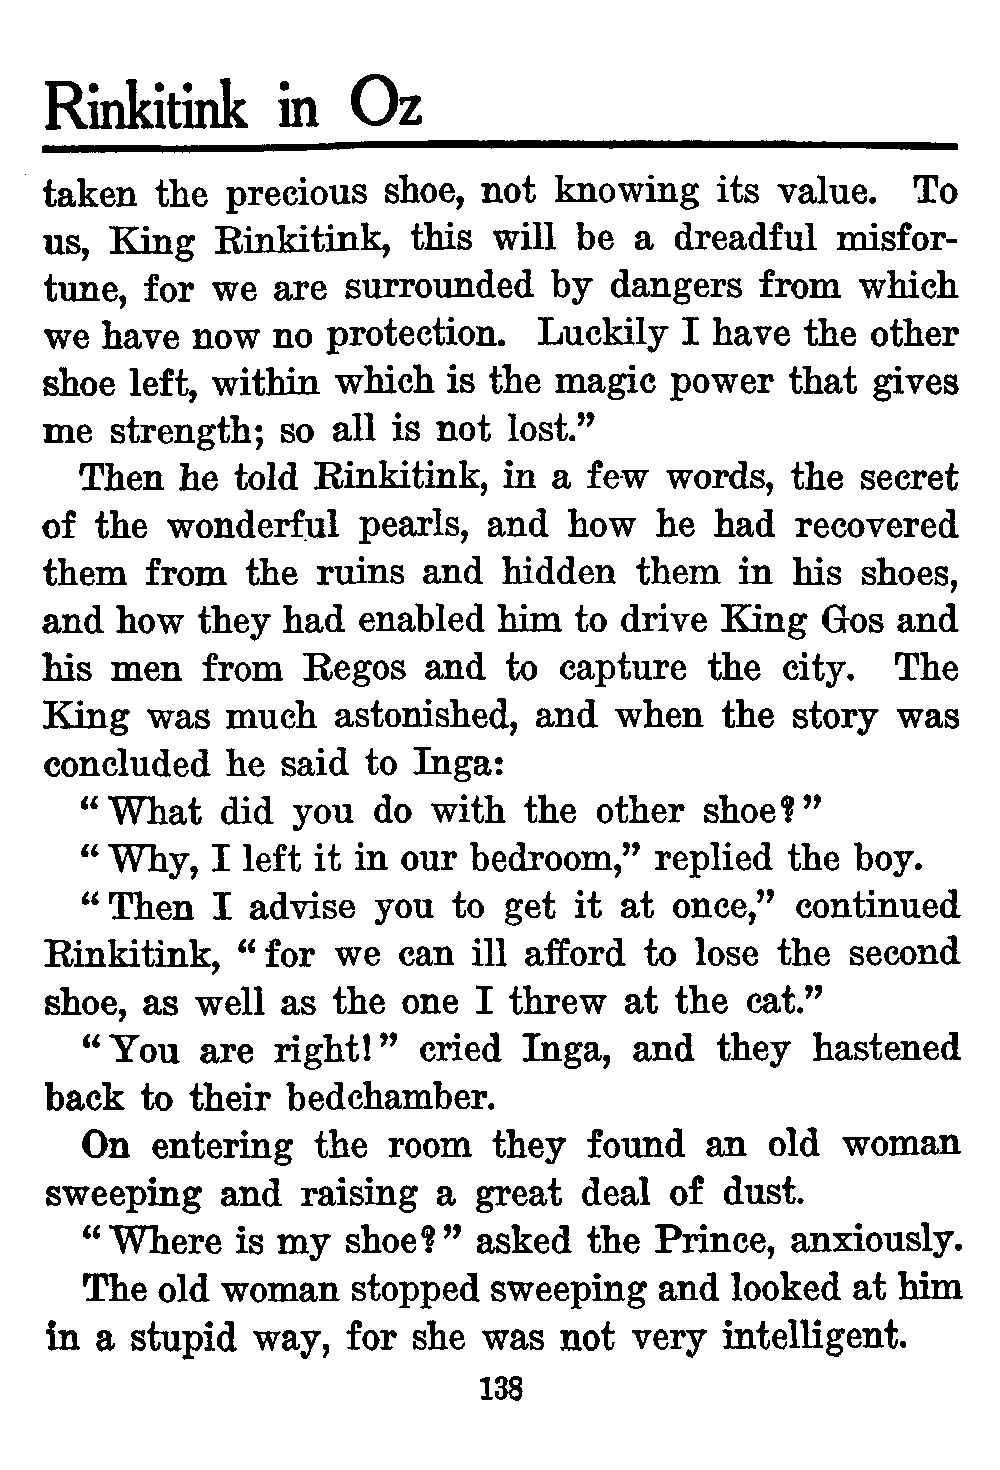 Rinkitink in Oz
taken the precious shoe, not knowing its value. To
us, King Rinkitink, this will be a dreadful misfor-
tune, for we are surrounded by dangers from which
we have now no protection. Luckily I have the other
shoe left, within which is the magic power that gives
me strength; so all is not lost.”
Then he told Rinkitink, in a few words, the secret
of the wonderful pearls, and how he had recovered
them from the ruins and hidden them in his shoes,
and how they had enabled him to drive King Gos and
his men from Regos and to capture the city. The
King was much astonished, and when the story was
concluded he said to Inga:
“What did you do with the other shoe?”
“Why, I left it in our bedroom,” replied the boy.
“Then I advise you to get it at once,” continued
Rinkitink, “for we can ill afford to lose the second
shoe, as well as the one I threw at the cat.”
“You are right!” cried Inga, and they hastened
back to their bedchamber.
On entering the room they found an old woman
sweeping and raising a great deal of dust.
“Where is my shoe?” asked the Prince, anxiously.
The old woman stopped sweeping and looked at him
in a stupid way, for she was not very intelligent.
138